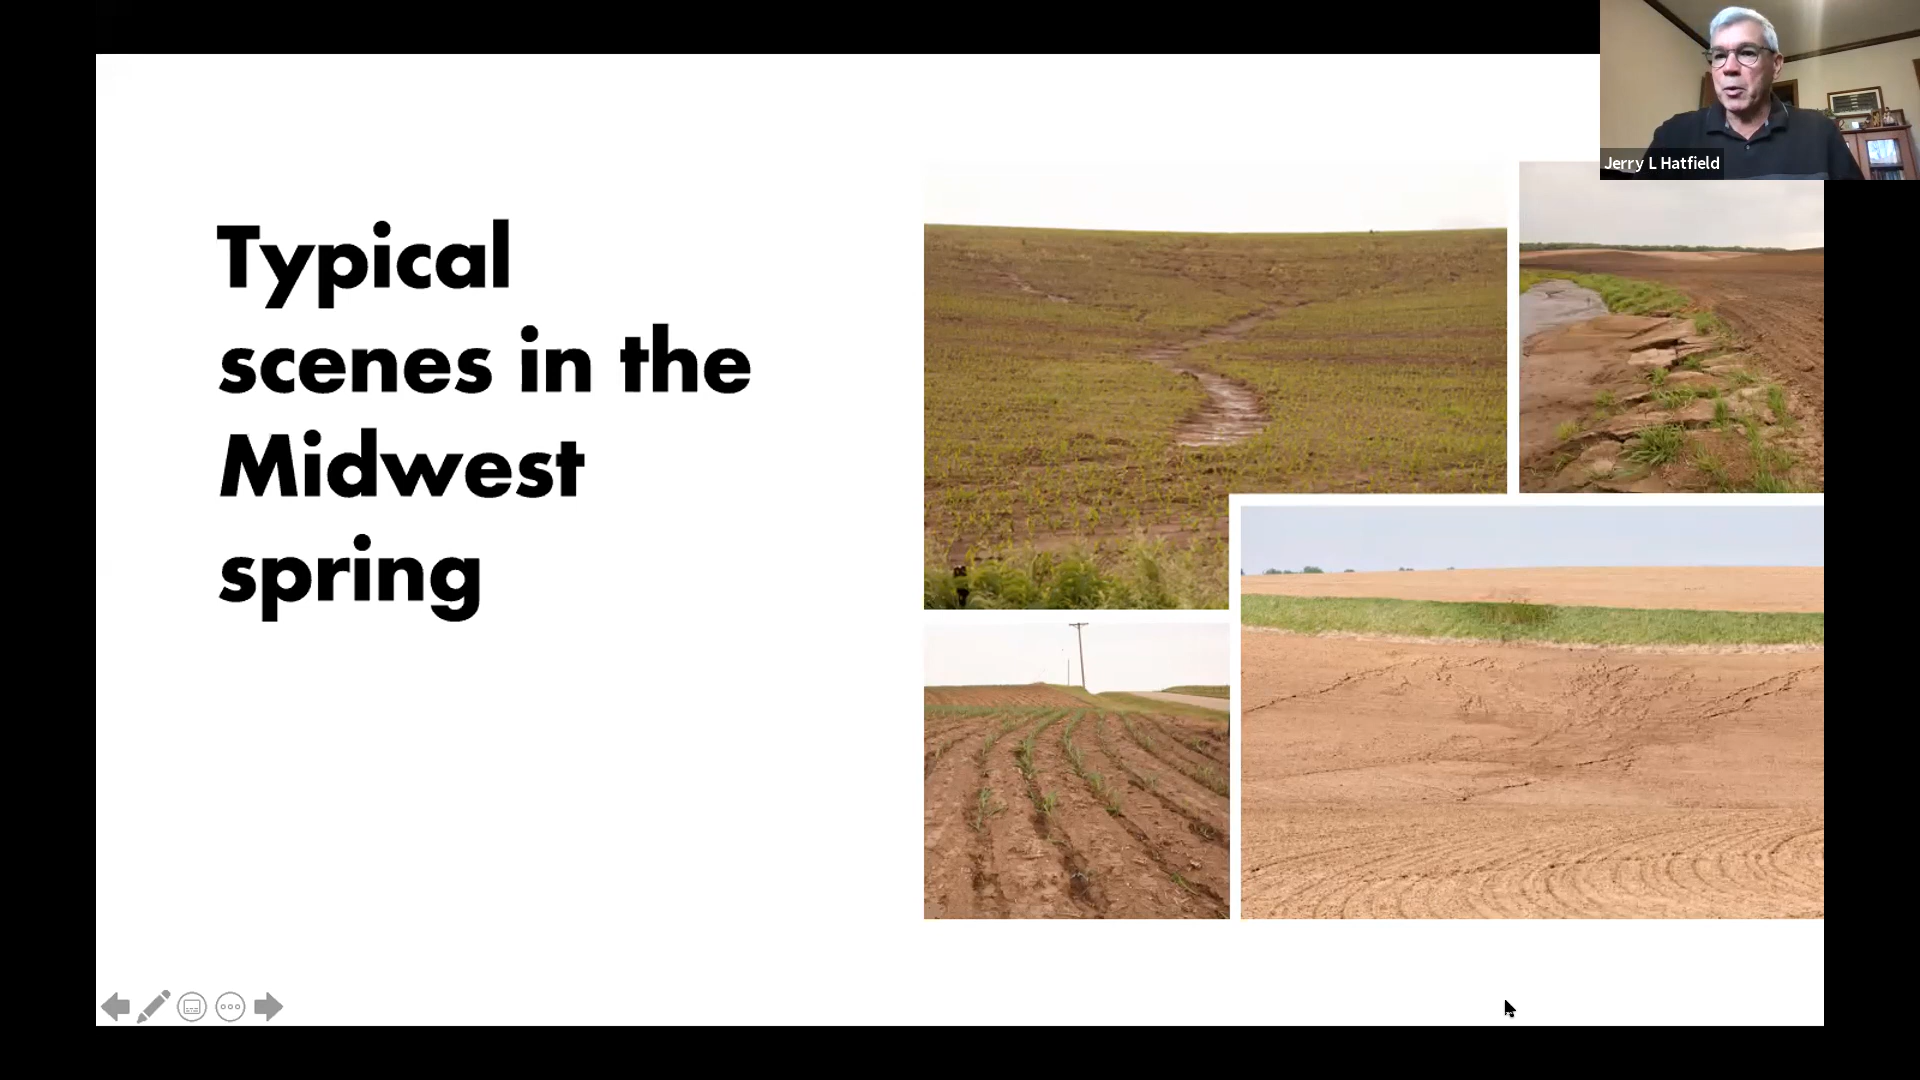 Typical
scenes in the
Midwest
spring
Jerry L Hatfield